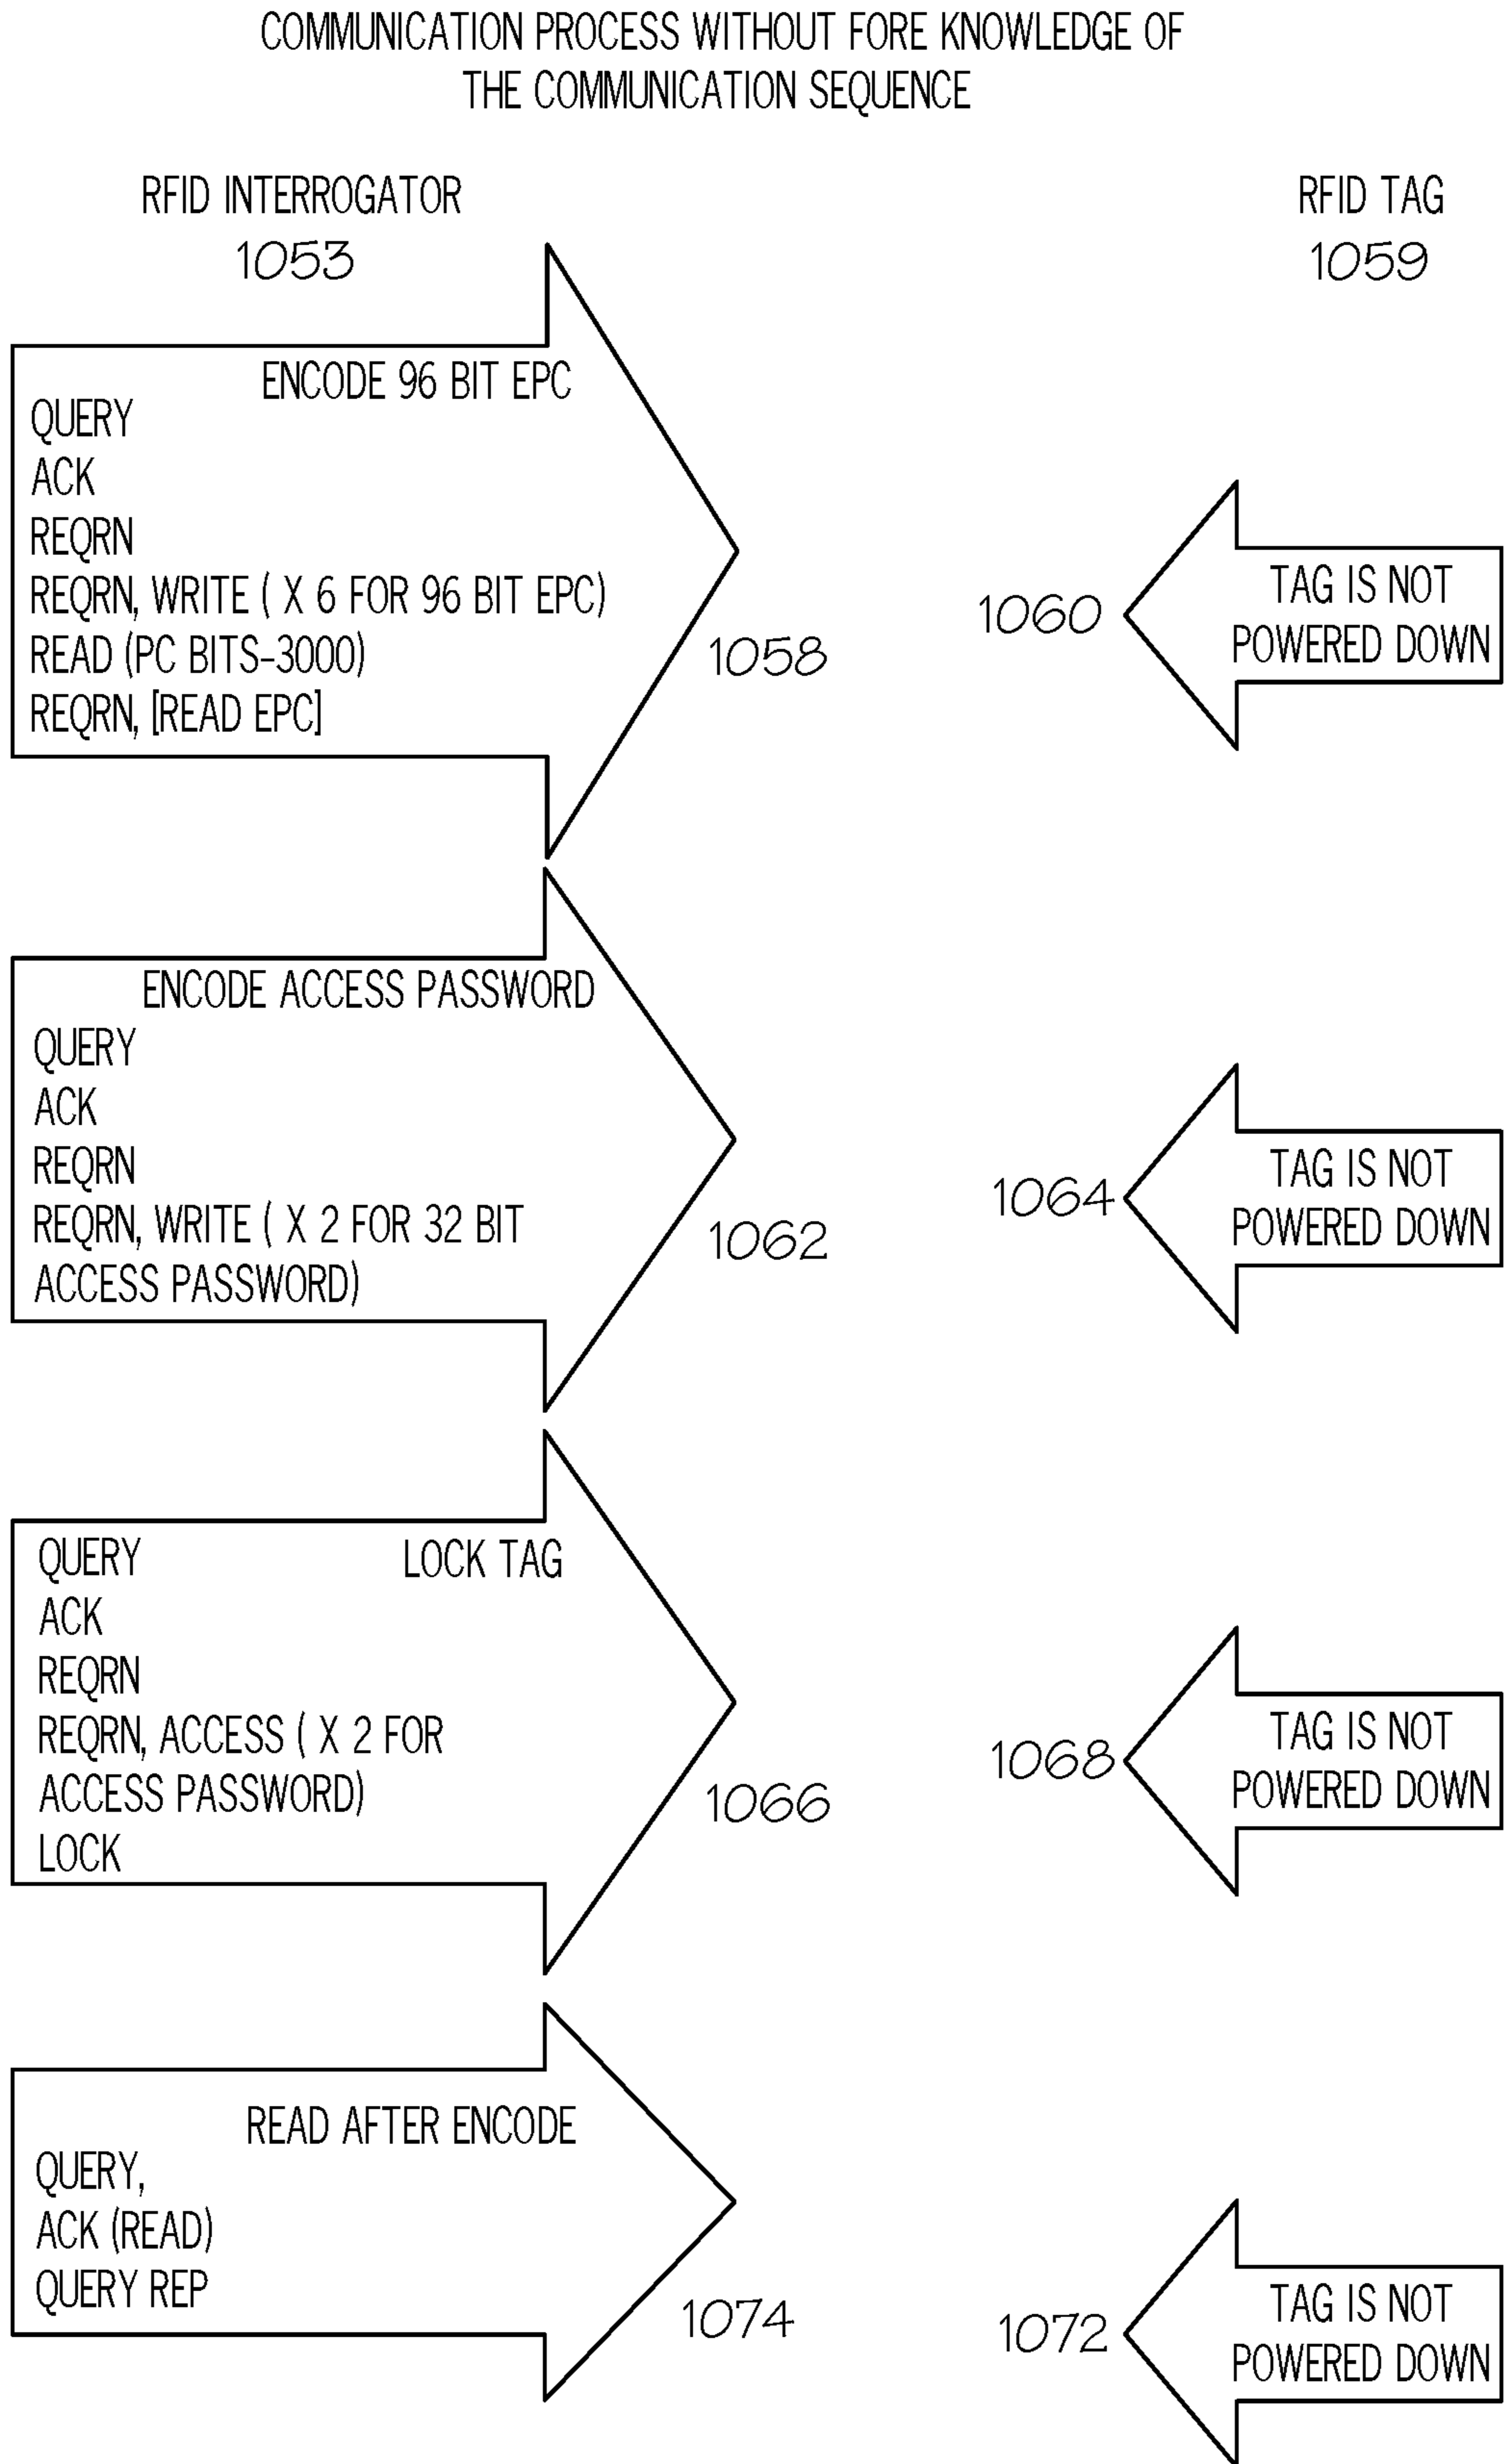 COMMUNICATION PROCESS WITHOUT FORE KNOWLEDGE OF
THE COMMUNICATION SEQUENCE
RFID INTERROGATOR
1053
RFID TAG
1059
ENCODE 96 BIT EPC
QUERY
ACK
REQRN
REQRN, WRITE ( X 6 FOR 96 BIT EPC)
READ (PC BITS-3000)
REQRN, [READ EPC]
1058
1060
TAG IS NOT
POWERED DOWN
ENCODE ACCESS PASSWORD
QUERY
ACK
REQRN
REQRN, WRITE ( X 2 FOR 32 BIT
ACCESS PASSWORD)
1062
1064
TAG IS NOT
POWERED DOWN
QUERY LOCK TAG
ACK
REQRN
REQRN, ACCESS ( X 2 FOR
ACCESS PASSWORD)
LOCK
1066
1068
TAG IS NOT
POWERED DOWN
READ AFTER ENCODE
QUERY,
ACK (READ)
QUERY REP
1074
1072
TAG IS NOT
POWERED DOWN